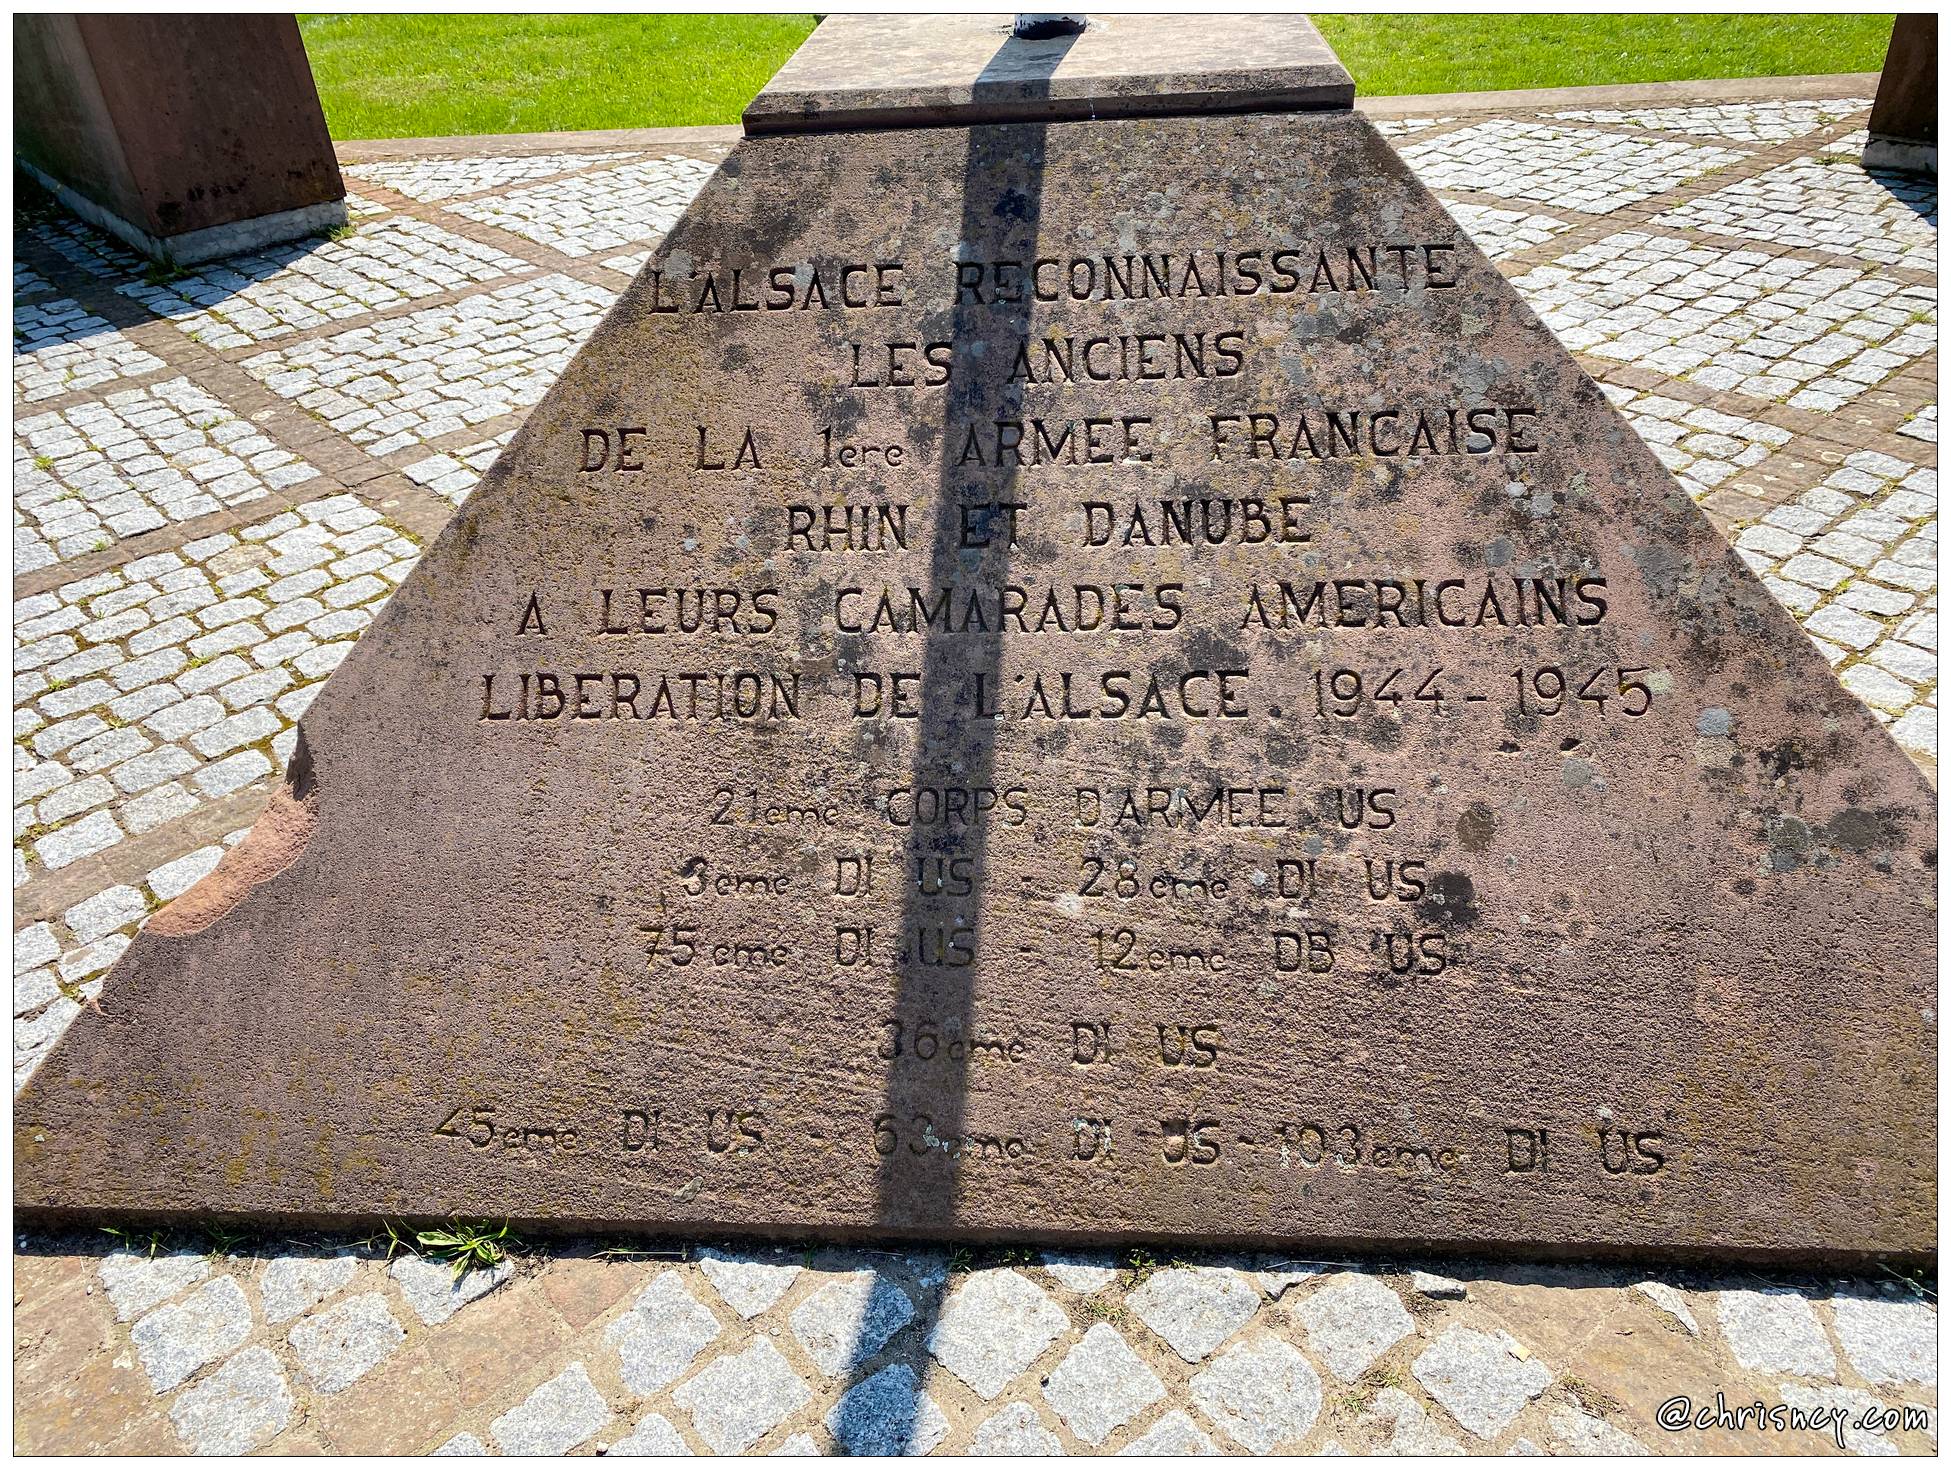 L'ALSACE RECONNAISSANTE
LES ANCIENS
DE LA 1ere ARMEE FRANCAISE
RHIN ET DANUBE
A LEURS CAMARADES AMERICAINS
LIBERATION DE L'ALSACE 1944 - 1945
21eme CORPS D'ARMEE US
3eme DI US - 28eme DI US
75eme DI US - 12eme DB US
36eme DI US
45eme DI US - 63eme DI US - 103eme DI US
@chrisncy.com